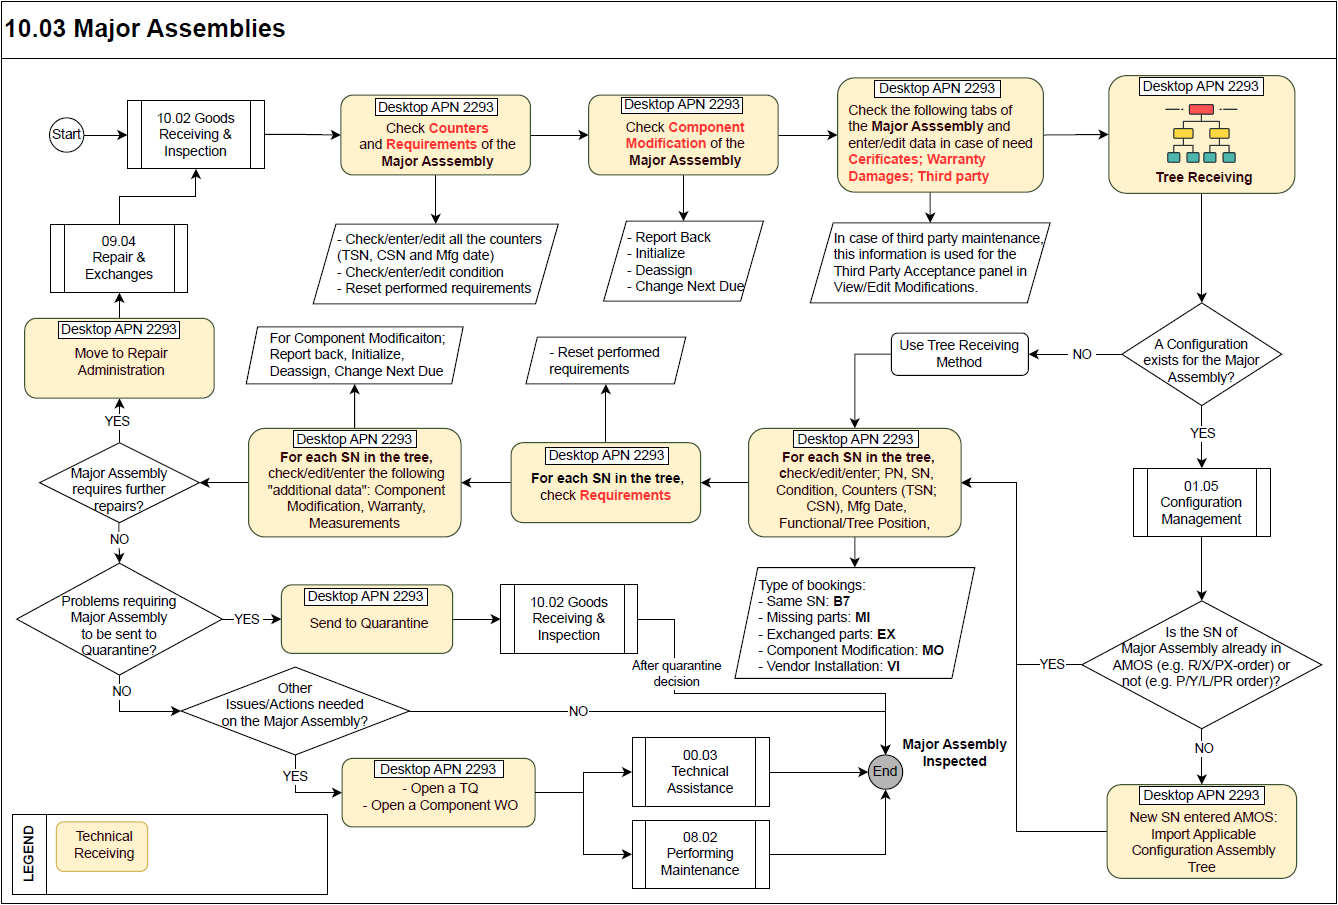 10.03 Major Assemblies
Start
10.02 Goods
Receiving &
Inspection
Desktop APN 2293
Check Counters
and Requirements of the
Major Asssembly
Desktop APN 2293
Check Component
Modification of the
Major Asssembly
Desktop APN 2293
Check the following tabs of
the Major Asssembly and
enter/edit data in case of need
Cerificates; Warranty
Damages; Third party
Desktop APN 2293
Tree Receiving
- Check/enter/edit all the counters
(TSN, CSN and Mfg date)
- Check/enter/edit condition
- Reset performed requirements
- Report Back
- Initialize
- Deassign
- Change Next Due
In case of third party maintenance,
this information is used for the
Third Party Acceptance panel in
View/Edit Modifications.
09.04
Repair &
Exchanges
Desktop APN 2293
Move to Repair
Administration
For Component Modificaiton;
Report back, Initialize,
Deassign, Change Next Due
- Reset performed
requirements
Use Tree Receiving
Method
NO
A Configuration
exists for the Major
Assembly?
YES
YES
Major Assembly
requires further
repairs?
NO
Desktop APN 2293
For each SN in the tree,
check/edit/enter the following
"additional data": Component
Modification, Warranty,
Measurements
Desktop APN 2293
For each SN in the tree,
check Requirements
Desktop APN 2293
For each SN in the tree,
check/edit/enter; PN, SN,
Condition, Counters (TSN;
CSN), Mfg Date,
Functional/Tree Position,
01.05
Configuration
Management
Problems requiring
Major Assembly
to be sent to
Quarantine?
YES
Desktop APN 2293
Send to Quarantine
10.02 Goods
Receiving &
Inspection
Type of bookings:
- Same SN: B7
- Missing parts: MI
- Exchanged parts: EX
- Component Modification: MO
- Vendor Installation: VI
Is the SN of
Major Assembly already in
AMOS (e.g. R/X/PX-order) or
not (e.g. P/Y/L/PR order)?
YES
NO
After quarantine
decision
NO
Other
Issues/Actions needed
on the Major Assembly?
NO
YES
Major Assembly
Inspected
End
Desktop APN 2293
- Open a TQ
- Open a Component WO
00.03
Technical
Assistance
08.02
Performing
Maintenance
Desktop APN 2293
New SN entered AMOS:
Import Applicable
Configuration Assembly
Tree
LEGEND
Technical
Receiving